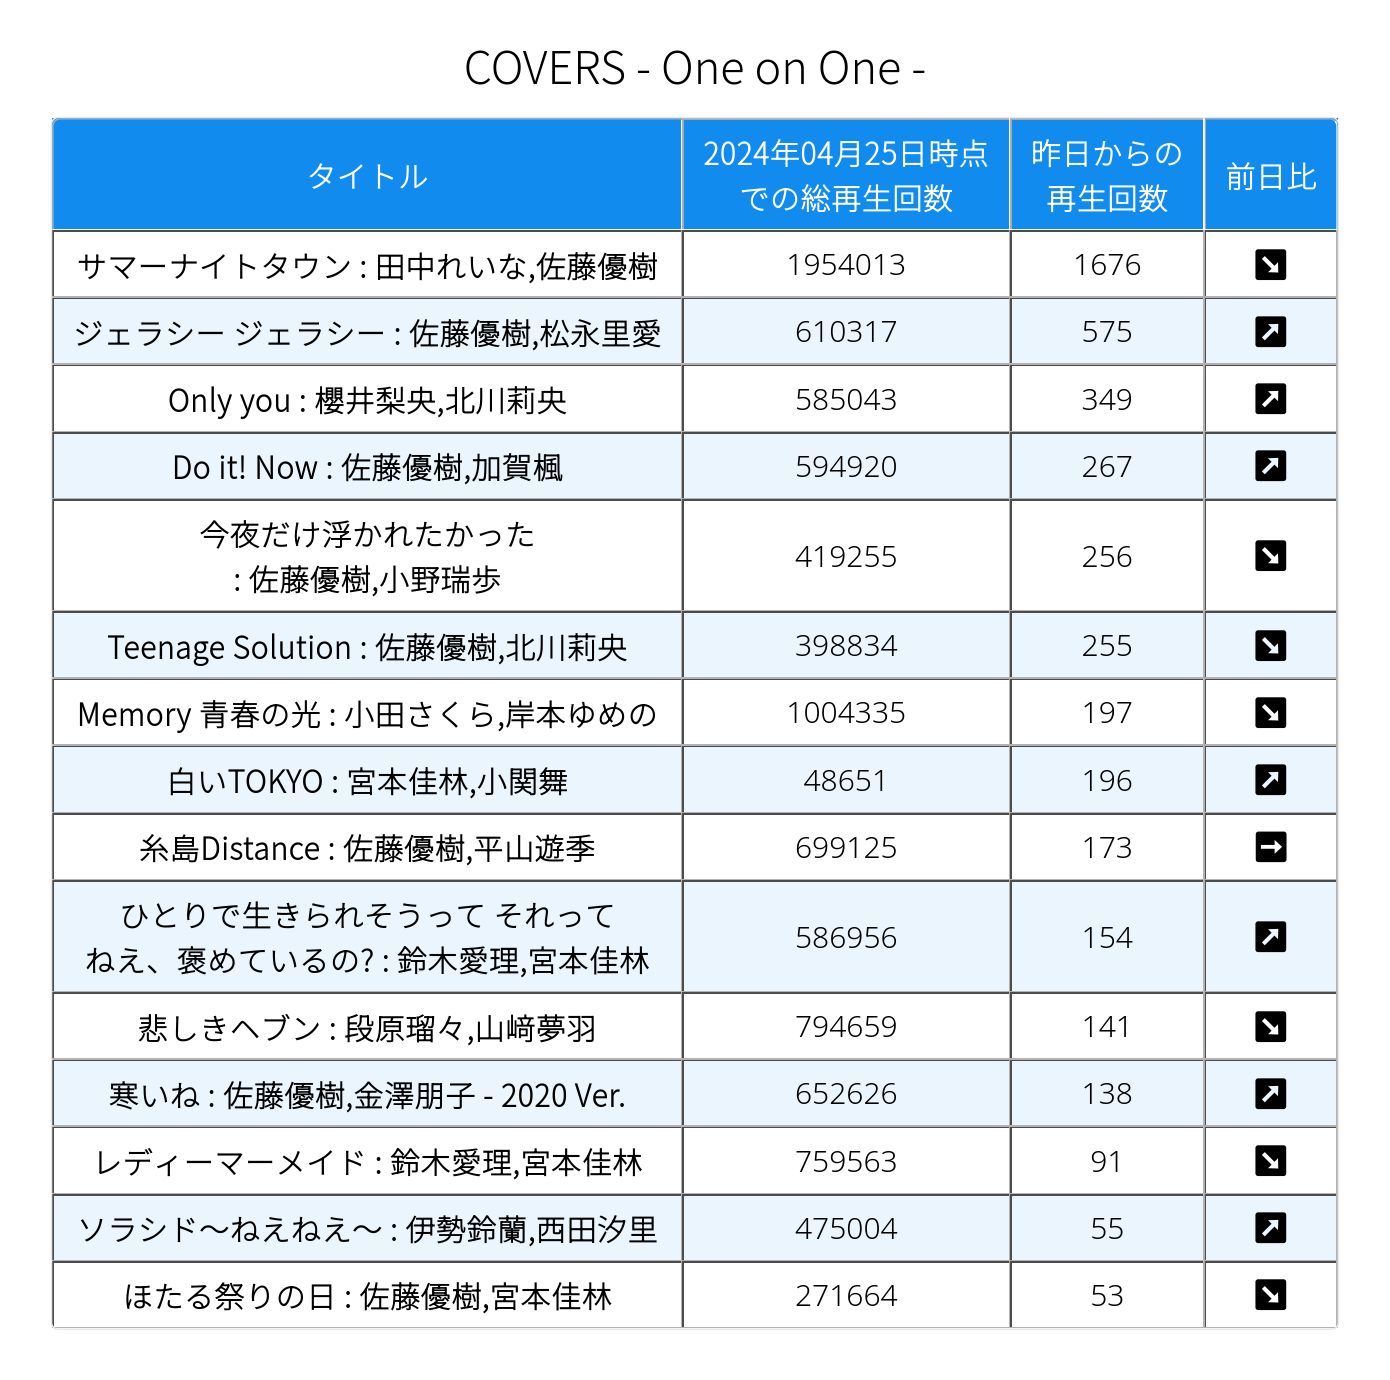 COVERS - One on One -
タイトル
2024年04月25日時点
での総再生回数
昨日からの
再生回数
前日比
サマーナイトタウン : 田中れいな,佐藤優樹 1954013 1676
ジェラシー ジェラシー : 佐藤優樹,松永里愛 610317 575
Only you : 櫻井梨央,北川莉央 585043 349
Do it! Now : 佐藤優樹,加賀楓 594920 267
今夜だけ浮かれたかった
: 佐藤優樹,小野瑞歩 419255 256
Teenage Solution : 佐藤優樹,北川莉央 398834 255
Memory 青春の光 : 小田さくら,岸本ゆめの 1004335 197
白いTOKYO : 宮本佳林,小関舞 48651 196
糸島Distance : 佐藤優樹,平山遊季 699125 173
ひとりで生きられそうって それって
ねえ、褒めているの? : 鈴木愛理,宮本佳林 586956 154
悲しきヘブン : 段原瑠々,山﨑夢羽 794659 141
寒いね : 佐藤優樹,金澤朋子 - 2020 Ver. 652626 138
レディーマーメイド : 鈴木愛理,宮本佳林 759563 91
ソラシド〜ねえねえ〜 : 伊勢鈴蘭,西田汐里 475004 55
ほたる祭りの日 : 佐藤優樹,宮本佳林 271664 53